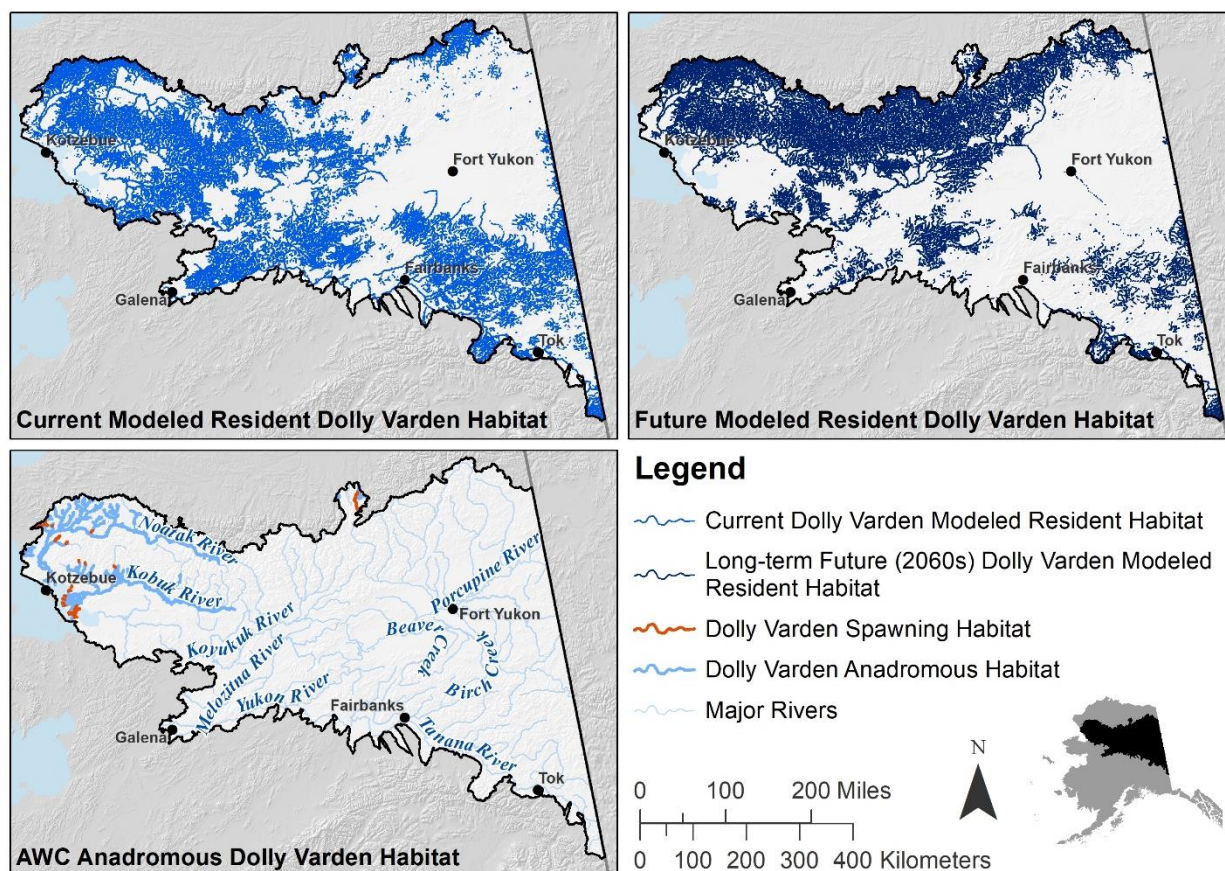 Kotzebue
Fort Yukon
Fairbanks
Galena
Tok
Current Modeled Resident Dolly Varden Habitat
Kotzebue
Fort Yukon
Fairbanks
Galena
Tok
Future Modeled Resident Dolly Varden Habitat
Noatak River
Kotzebue
Kobuk River
Porcupine River
Fort Yukon
Koyukuk River
Beaver Creek
Birch Creek
Melozitna River
Yukon River
Fairbanks
Galena
Tanana River
Tok
AWC Anadromous Dolly Varden Habitat
Legend
Current Dolly Varden Modeled Resident Habitat
Long-term Future (2060s) Dolly Varden Modeled
Resident Habitat
Dolly Varden Spawning Habitat
Dolly Varden Anadromous Habitat
Major Rivers
N
0 100 200 Miles
0 100 200 300 400 Kilometers